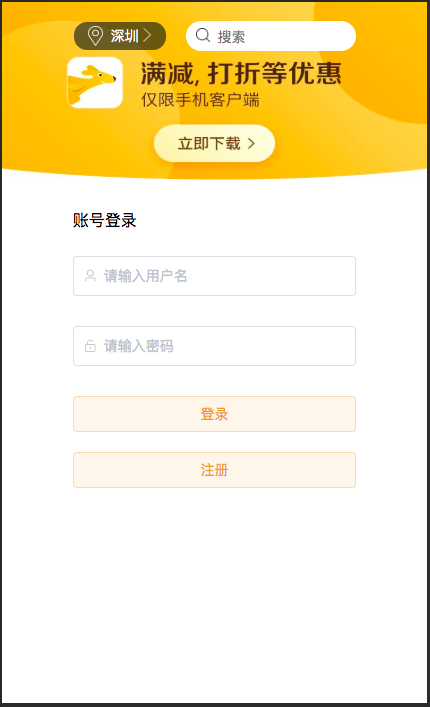 深圳
搜索
满减, 打折等优惠
仅限手机客户端
立即下载
账号登录
请输入用户名
请输入密码
登录
注册